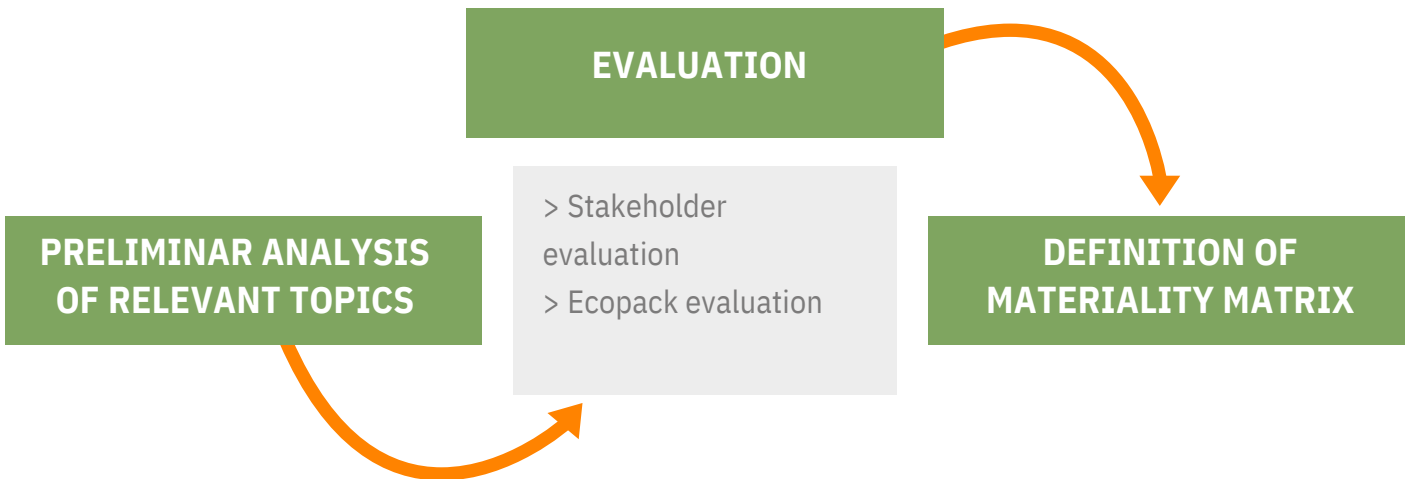 EVALUATION
PRELIMINAR ANALYSIS
OF RELEVANT TOPICS
> Stakeholder
evaluation
> Ecopack evaluation
DEFINITION OF
MATERIALITY MATRIX